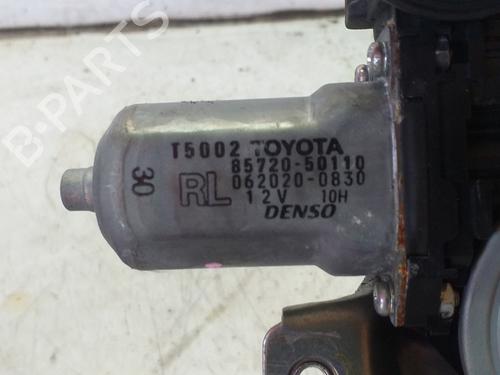 B-PARTS
T5002 TOYOTA
85720-50110
RL 062020-0830
12V 10H
DENSO
30